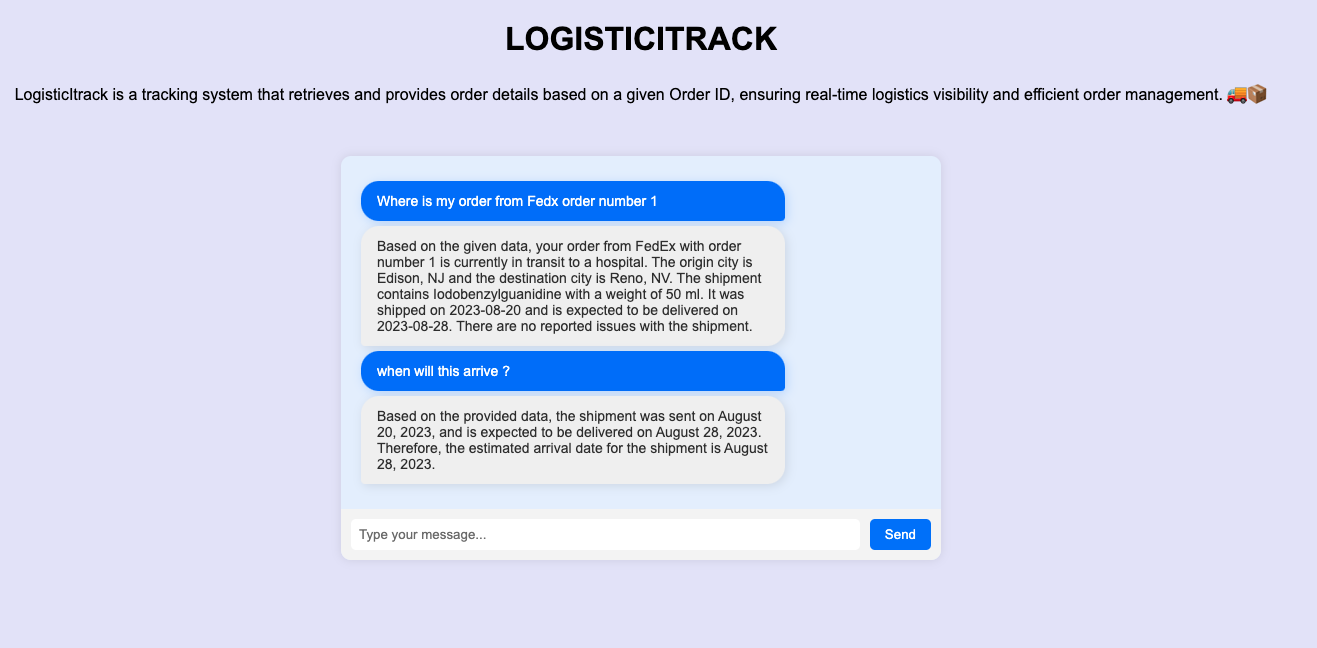 LOGISTICITRACK
LogisticItrack is a tracking system that retrieves and provides order details based on a given Order ID, ensuring real-time logistics visibility and efficient order management. 🚚📦
Where is my order from Fedx order number 1
Based on the given data, your order from FedEx with order
number 1 is currently in transit to a hospital. The origin city is
Edison, NJ and the destination city is Reno, NV. The shipment
contains Iodobenzylguanidine with a weight of 50 ml. It was
shipped on 2023-08-20 and is expected to be delivered on
2023-08-28. There are no reported issues with the shipment.
when will this arrive ?
Based on the provided data, the shipment was sent on August
20, 2023, and is expected to be delivered on August 28, 2023.
Therefore, the estimated arrival date for the shipment is August
28, 2023.
Type your message...
Send